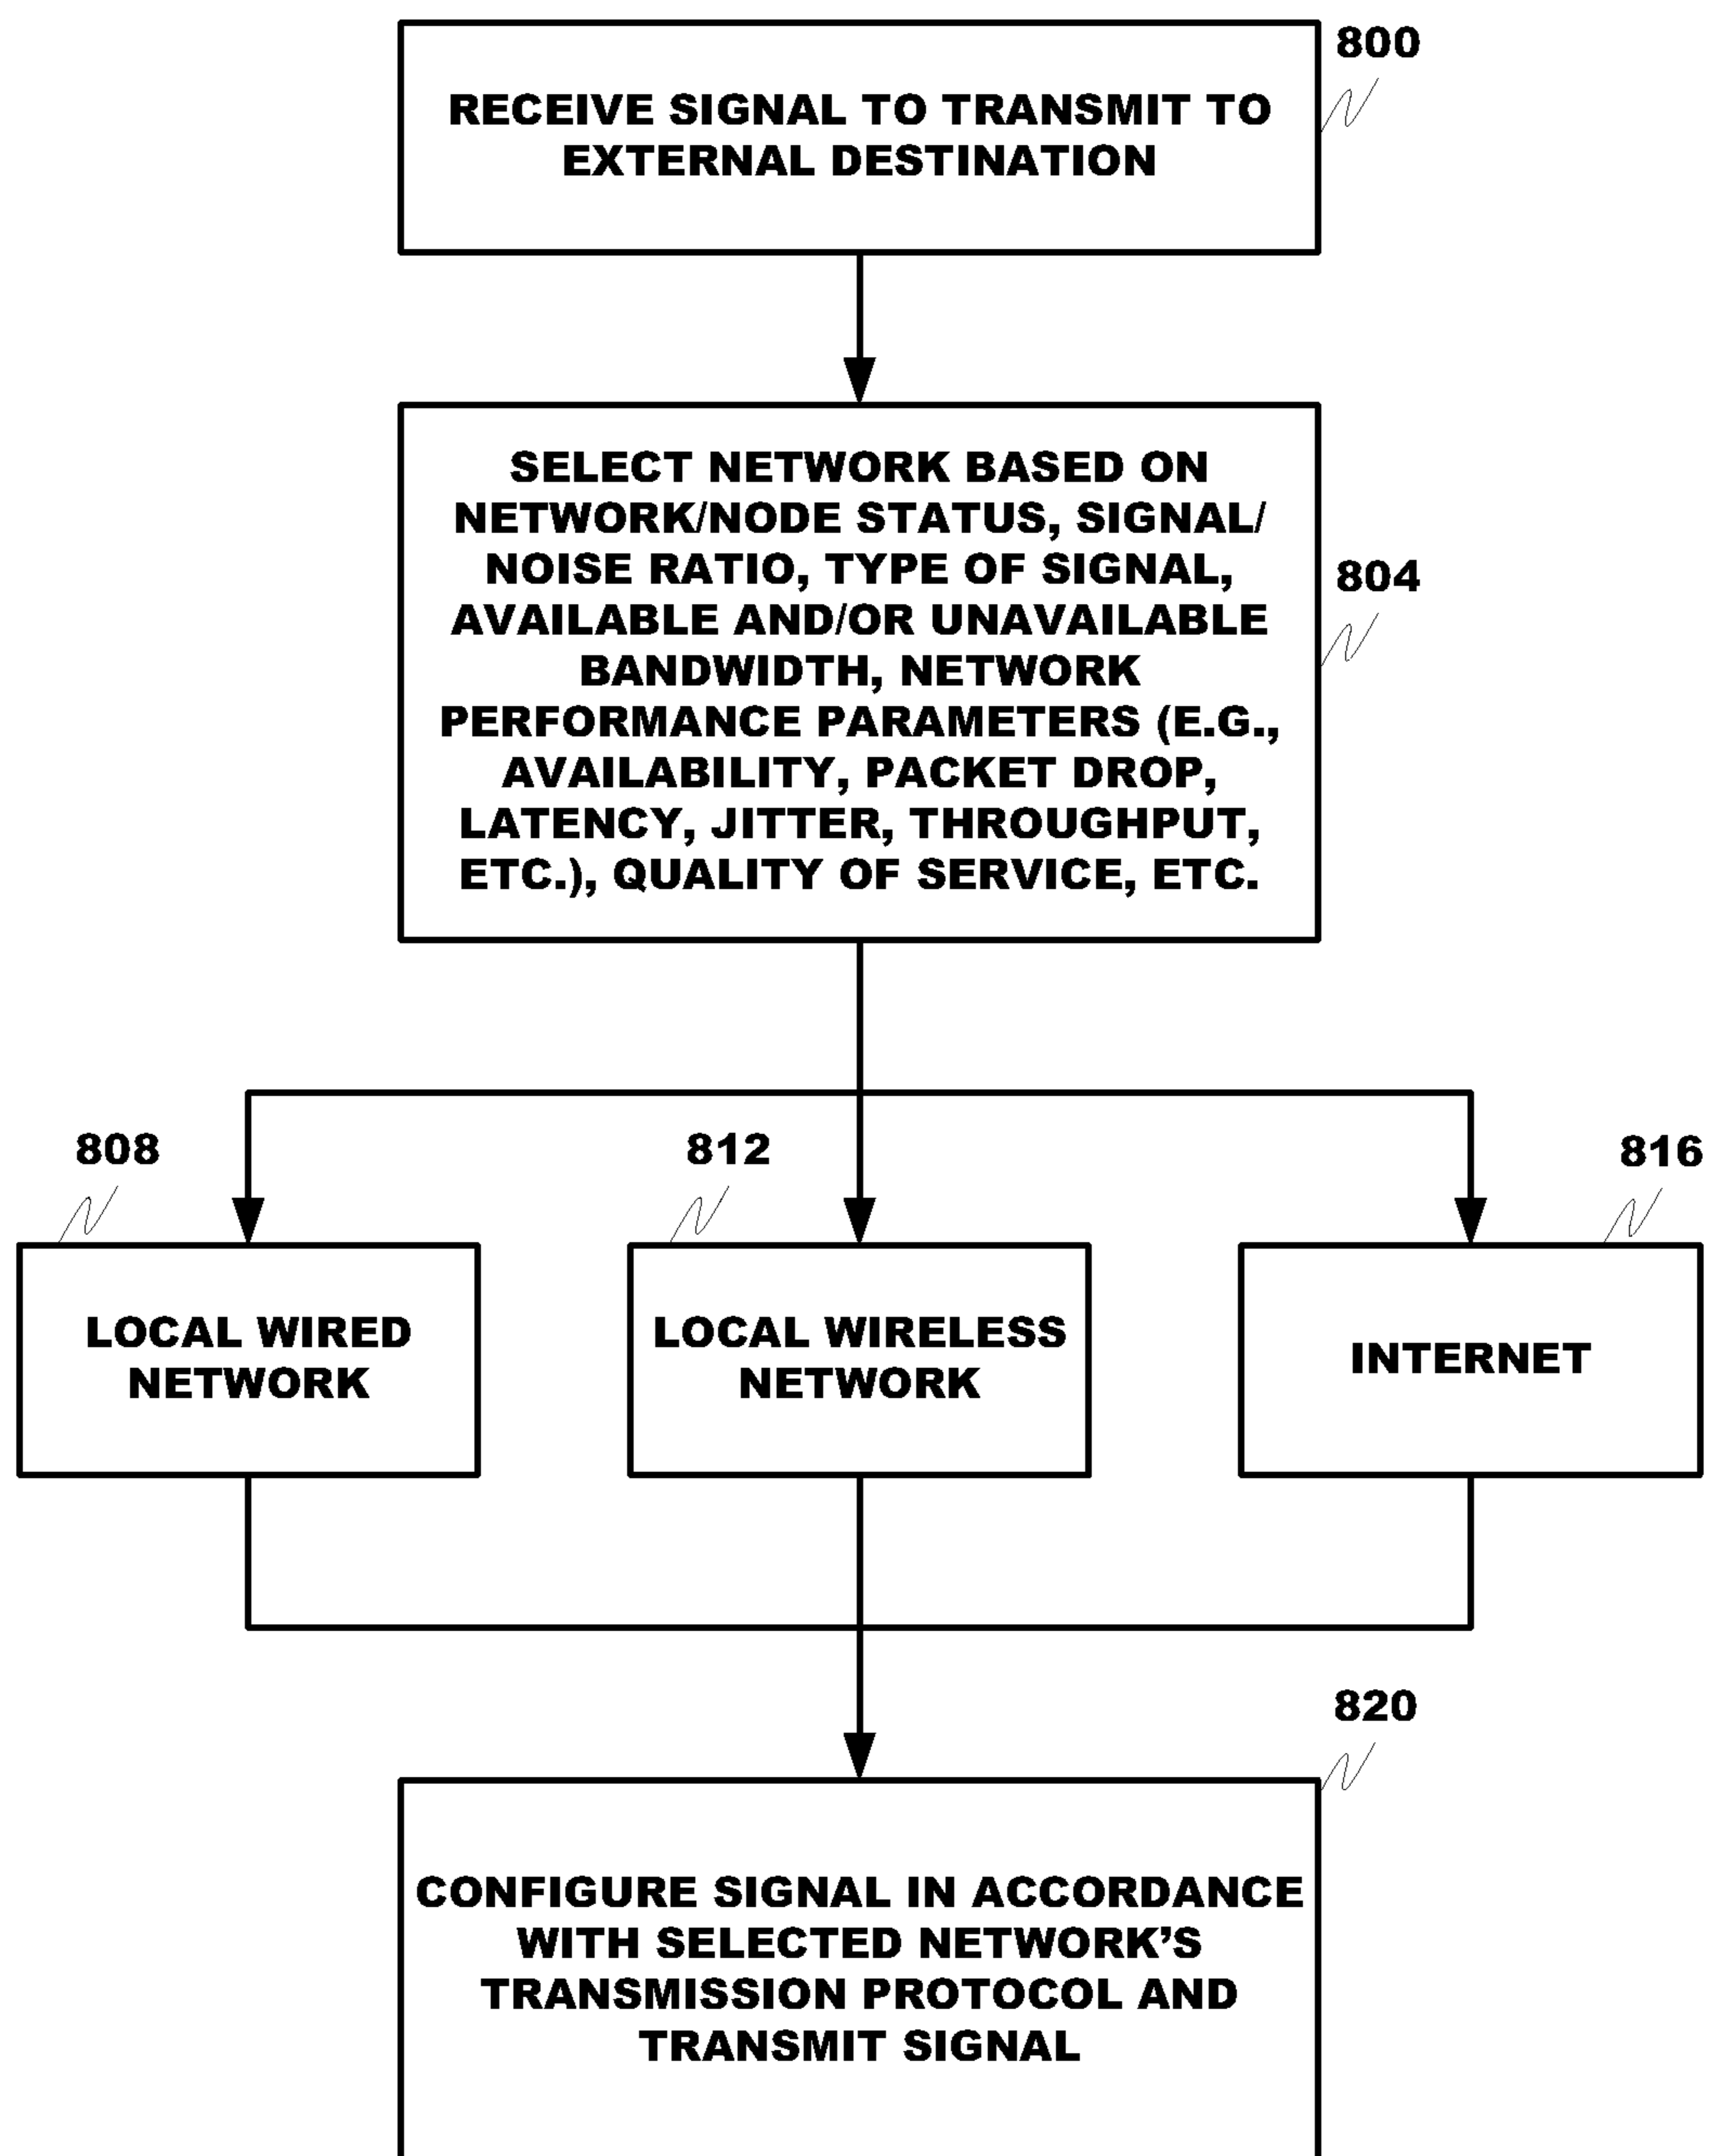 800
RECEIVE SIGNAL TO TRANSMIT TO
EXTERNAL DESTINATION
SELECT NETWORK BASED ON
NETWORK/NODE STATUS, SIGNAL/
NOISE RATIO, TYPE OF SIGNAL,
AVAILABLE AND/OR UNAVAILABLE
BANDWIDTH, NETWORK
PERFORMANCE PARAMETERS (E.G.,
AVAILABILITY, PACKET DROP,
LATENCY, JITTER, THROUGHPUT,
ETC.), QUALITY OF SERVICE, ETC.
804
808
812
816
LOCAL WIRED
NETWORK
LOCAL WIRELESS
NETWORK
INTERNET
820
CONFIGURE SIGNAL IN ACCORDANCE
WITH SELECTED NETWORK’S
TRANSMISSION PROTOCOL AND
TRANSMIT SIGNAL